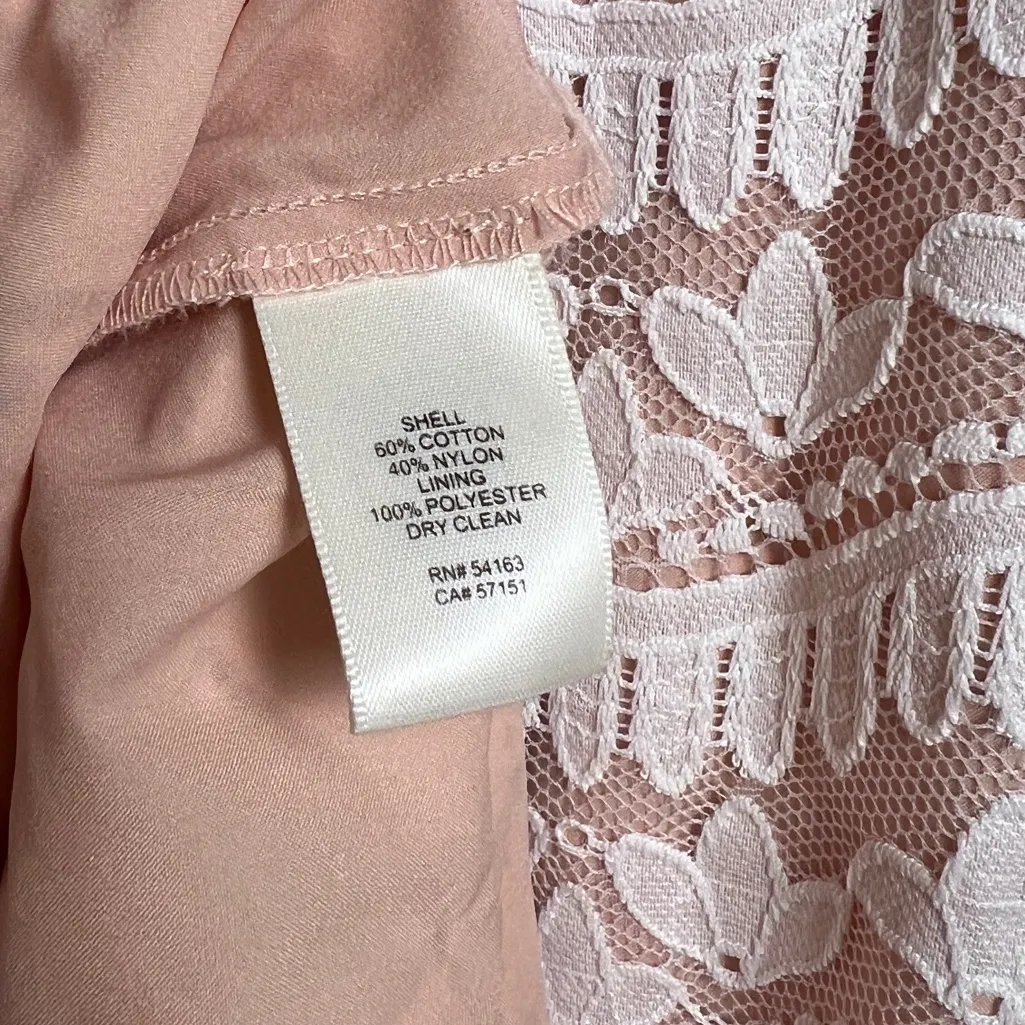 SHELL
60% COTTON
40% NYLON
LINING
100% POLYESTER
DRY CLEAN
RN# 54163
CA# 57151